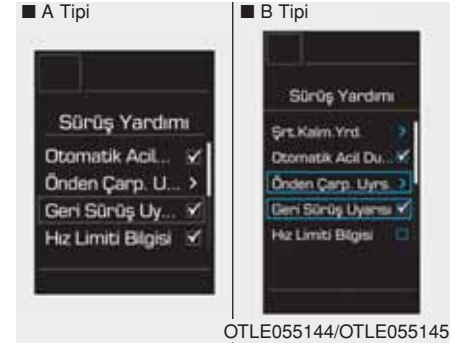 ■ A Tipi
Sürüş Yardımı
Otomatik Acil...
Önden Çarp. U...
Geri Sürüş Uy...
Hız Limiti Bilgisi
■ B Tipi
Sürüş Yardımı
Şrt.Kalm.Yrd.
Otomatik Acil Du...
Önden Çarp. Uyrs.
Geri Sürüş Uyarısı
Hız Limiti Bilgisi
OTLE055144/OTLE055145